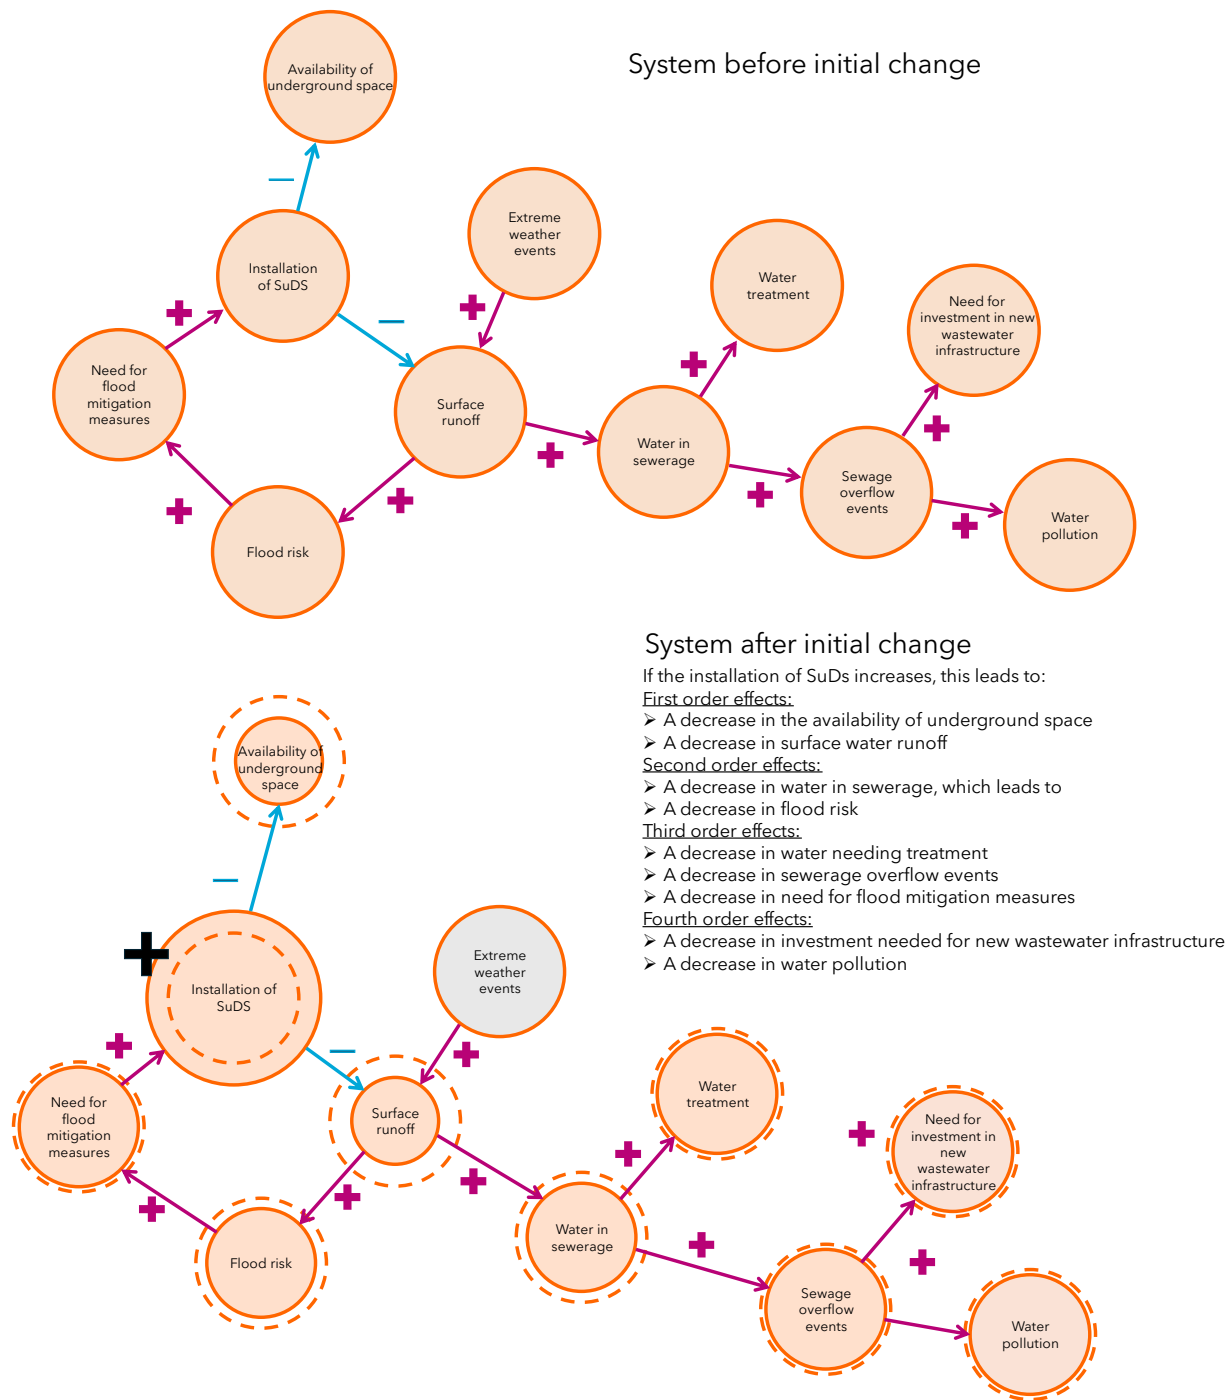 System before initial change
Availability of
underground space
Extreme
weather
events
Installation
of SuDS
Water
treatment
Need for
investment in new
wastewater
infrastructure
Need for
flood
mitigation
measures
Surface
runoff
Water in
sewerage
Sewage
overflow
events
Water
pollution
Flood risk
System after initial change
If the installation of SuDs increases, this leads to:
First order effects:
➢ A decrease in the availability of underground space
➢ A decrease in surface water runoff
Second order effects:
➢ A decrease in water in sewerage, which leads to
➢ A decrease in flood risk
Third order effects:
➢ A decrease in water needing treatment
➢ A decrease in sewerage overflow events
➢ A decrease in need for flood mitigation measures
Fourth order effects:
➢ A decrease in investment needed for new wastewater infrastructure
➢ A decrease in water pollution
Availability of
underground
space
Extreme
weather
events
Installation of
SuDS
Need for
flood
mitigation
measures
Surface
runoff
Water
treatment
Need for
investment in
new
wastewater
infrastructure
Water in
sewerage
Flood risk
Sewage
overflow
events
Water
pollution